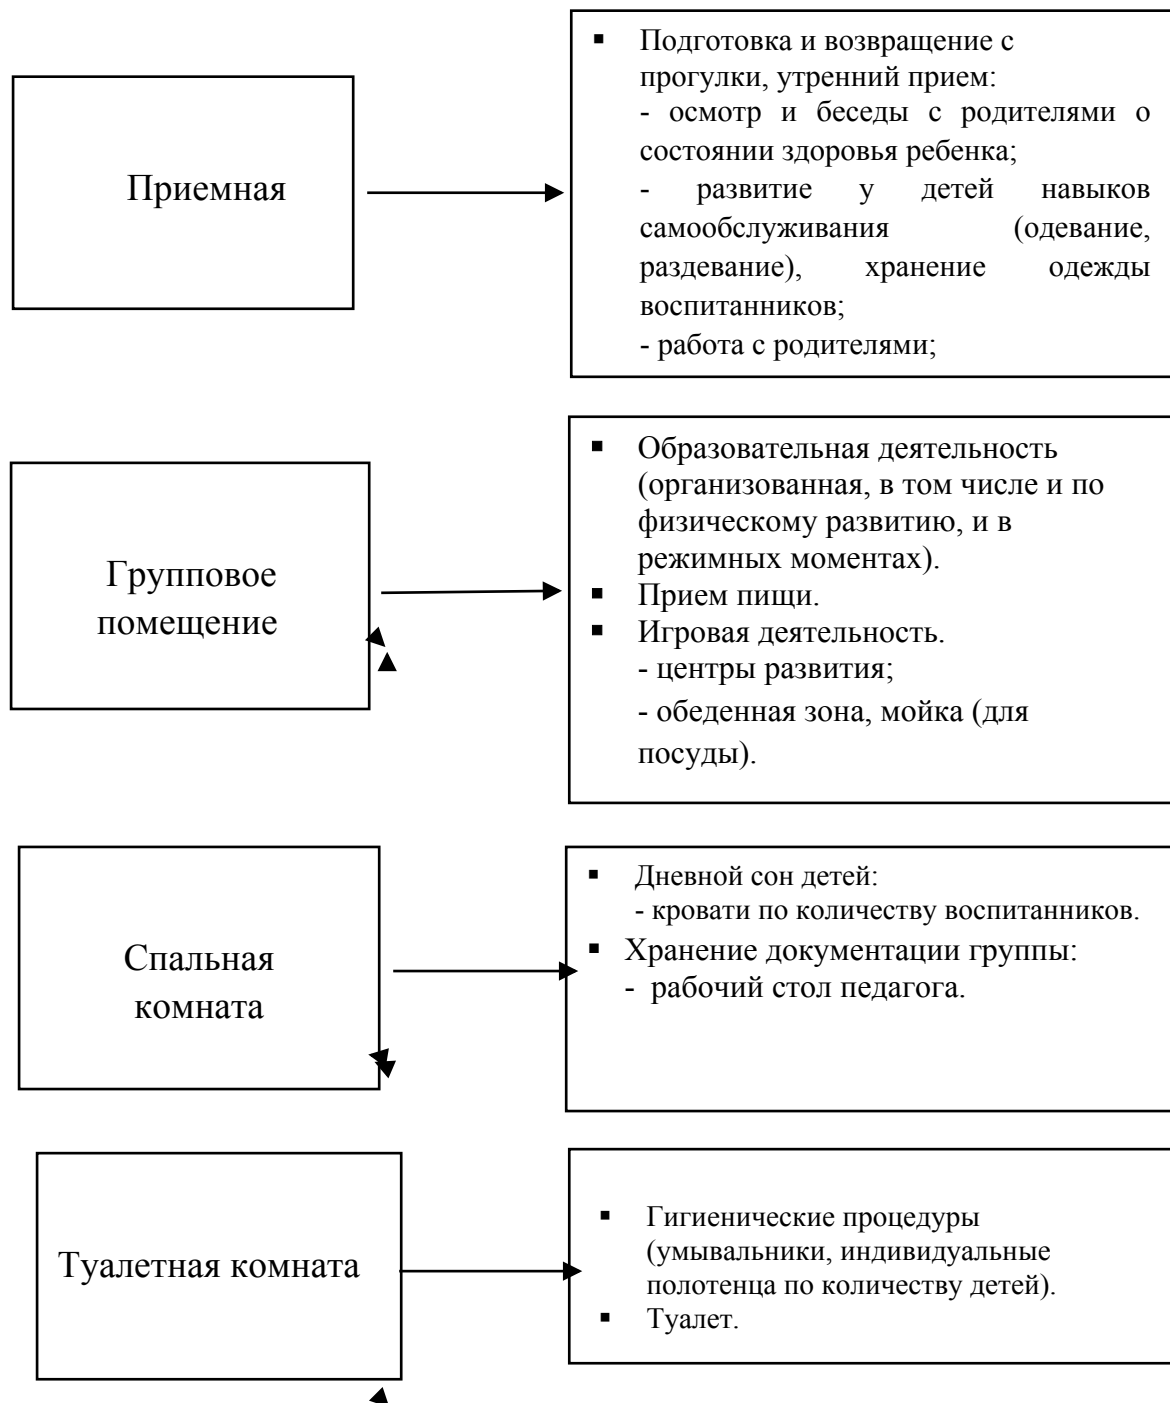 Приемная
▪ Подготовка и возвращение с
прогулки, утренний прием:
- осмотр и беседы с родителями о
состоянии здоровья ребенка;
- развитие у детей навыков
самообслуживания (одевание,
раздевание), хранение одежды
воспитанников;
- работа с родителями;
Групповое
помещение
▪ Образовательная деятельность
(организованная, в том числе и по
физическому развитию, и в
режимных моментах).
▪ Прием пищи.
▪ Игровая деятельность.
- центры развития;
- обеденная зона, мойка (для
посуды).
Спальная
комната
▪ Дневной сон детей:
- кровати по количеству воспитанников.
▪ Хранение документации группы:
- рабочий стол педагога.
Туалетная комната
▪ Гигиенические процедуры
(умывальники, индивидуальные
полотенца по количеству детей).
▪ Туалет.